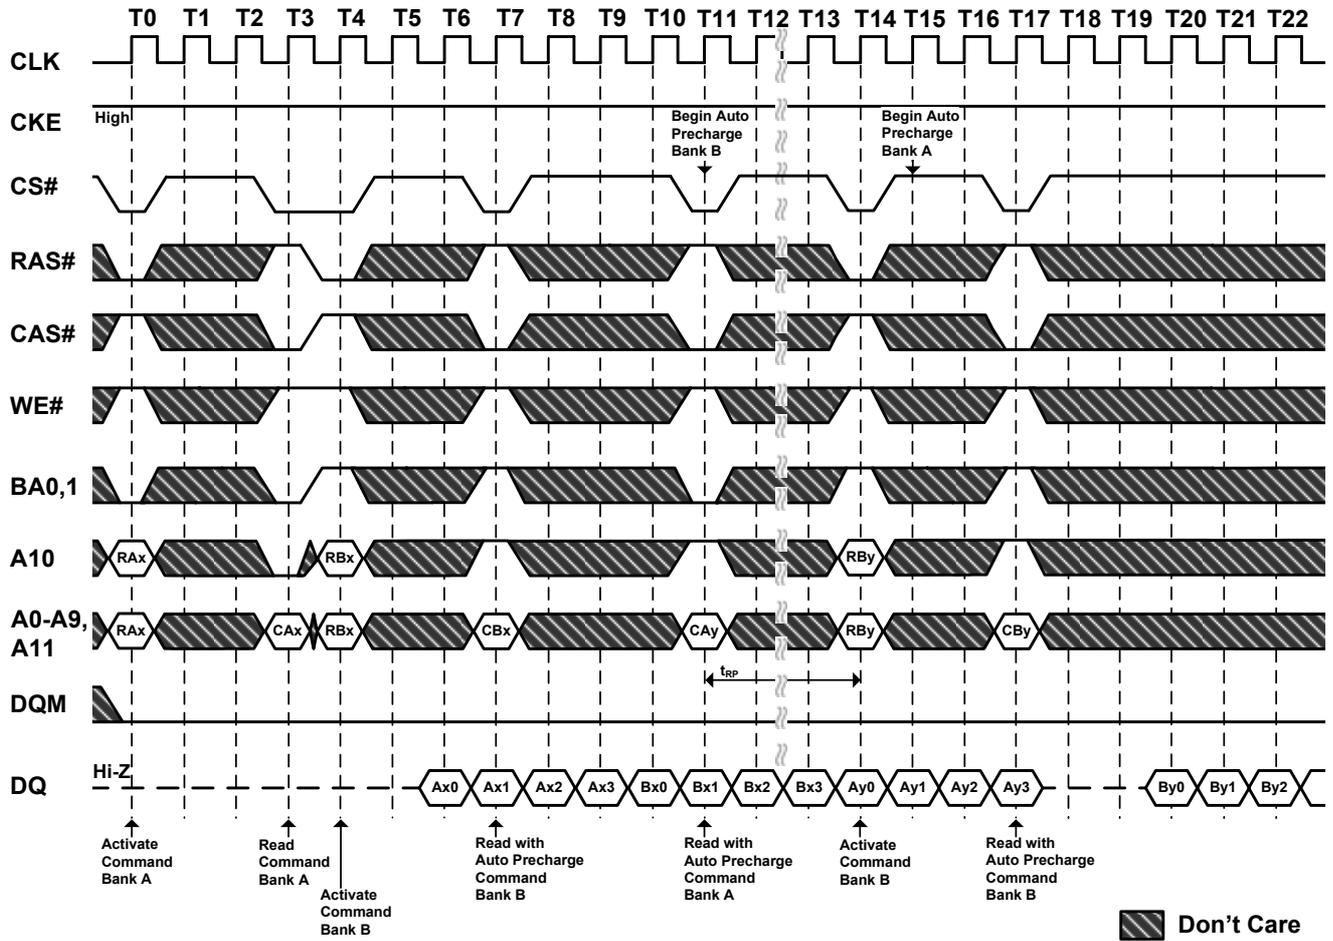 T0 T1 T2 T3 T4 T5 T6 T7 T8 T9 T10 T11 T12 T13 T14 T15 T16 T17 T18 T19 T20 T21 T22
CLK
CKE
High
Begin Auto
Precharge
Bank B
Begin Auto
Precharge
Bank A
CS#
RAS#
CAS#
WE#
BA0,1
A10
RAx RBx RBy
A0-A9,
A11
RAx CAx RBx CBx CAy RBy CBy
tRP
DQM
DQ
Hi-Z
Ax0 Ax1 Ax2 Ax3 Bx0 Bx1 Bx2 Bx3 Ay0 Ay1 Ay2 Ay3 By0 By1 By2
Activate
Command
Bank A
Read
Command
Bank A
Activate
Command
Bank B
Read with
Auto Precharge
Command
Bank B
Read with
Auto Precharge
Command
Bank A
Activate
Command
Bank B
Read with
Auto Precharge
Command
Bank B
Don't Care